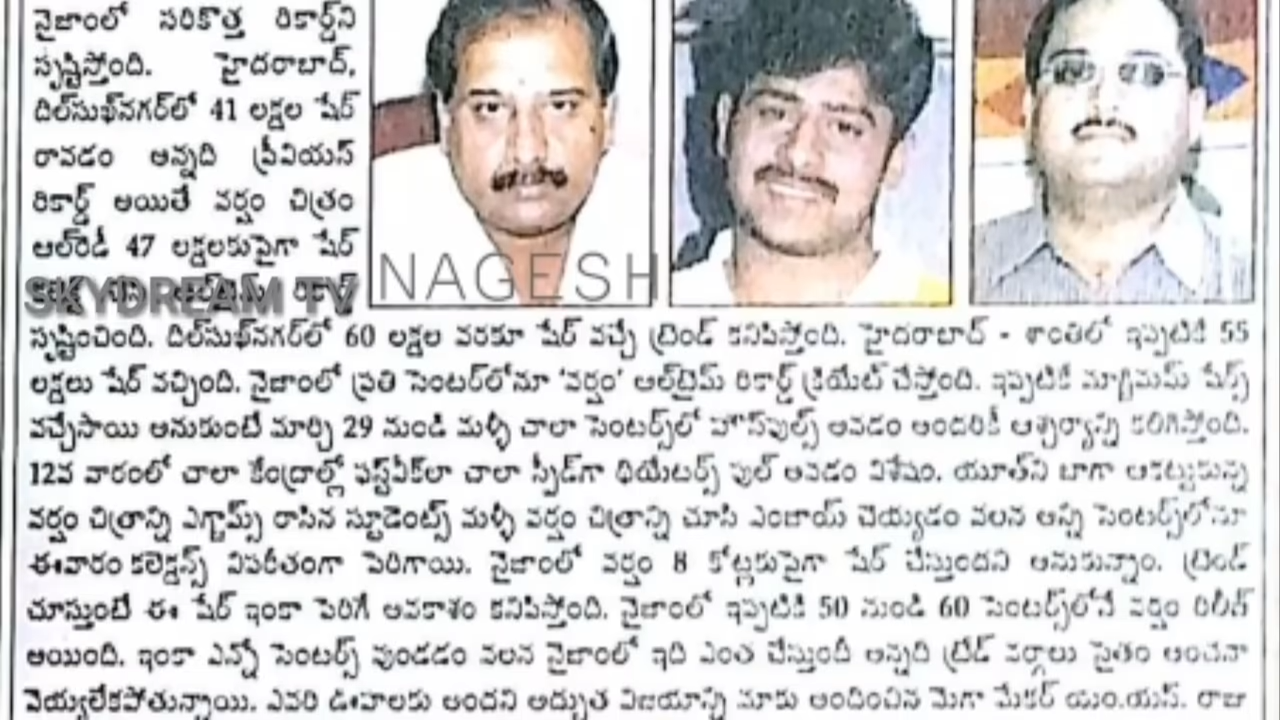 నైజాంలో సరికొత్త రికార్డ్‌ని
సృష్టిస్తోంది. హైదరాబాద్,
దిల్‌సుఖ్‌నగర్‌లో 41 లక్షల షేర్
రావడం అన్నది ప్రీవియస్
రికార్డ్ అయితే వర్షం చిత్రం
ఆల్‌రెడీ 47 లక్షలకుపైగా షేర్
SKYDREAM TV
NAGESH
సృష్టించింది. దిల్‌సుఖ్‌నగర్‌లో 60 లక్షల వరకూ షేర్ వచ్చే ట్రెండ్ కనిపిస్తోంది. హైదరాబాద్ - శాంతిలో ఇప్పటికి 55
లక్షలు షేర్ వచ్చింది. నైజాంలో ప్రతి సెంటర్‌లోనూ 'వర్షం' ఆల్‌టైమ్ రికార్డ్ క్రియేట్ చేస్తోంది. ఇప్పటికే మ్యాగ్జిమమ్ షేర్స్
వచ్చేసాయి అనుకుంటే మార్చి 29 నుండి మళ్ళీ చాలా సెంటర్స్‌లో హౌస్‌ఫుల్స్ అవడం అందరికీ ఆశ్చర్యాన్ని కలిగిస్తోంది.
12వ వారంలో చాలా కేంద్రాల్లో ఫస్ట్‌వీక్‌లా చాలా స్పీడ్‌గా థియేటర్స్ ఫుల్ అవడం విశేషం. యూత్‌ని బాగా ఆకట్టుకున్న
వర్షం చిత్రాన్ని ఎగ్జామ్స్ రాసిన స్టూడెంట్స్ మళ్ళీ వర్షం చిత్రాన్ని చూసి ఎంజాయ్ చెయ్యడం వలన అన్ని సెంటర్స్‌లోనూ
ఈవారం కలెక్షన్స్ విపరీతంగా పెరిగాయి. నైజాంలో వర్షం 8 కోట్లకుపైగా షేర్ చేస్తుందని అనుకున్నాం. ట్రెండ్
చూస్తుంటే ఈ షేర్ ఇంకా పెరిగే అవకాశం కనిపిస్తోంది. నైజాంలో ఇప్పటికి 50 నుండి 60 సెంటర్స్‌లోనే వర్షం రిలీజ్
అయింది. ఇంకా ఎన్నో సెంటర్స్ వుండడం వలన నైజాంలో ఇది ఎంత చేస్తుందీ అన్నది ట్రేడ్ వర్గాలు సైతం అంచనా
వెయ్యలేకపోతున్నాయి. ఎవరి ఊహలకు అందని అద్భుత విజయాన్ని మాకు అందించిన మెగా మేకర్ యం.యస్. రాజు